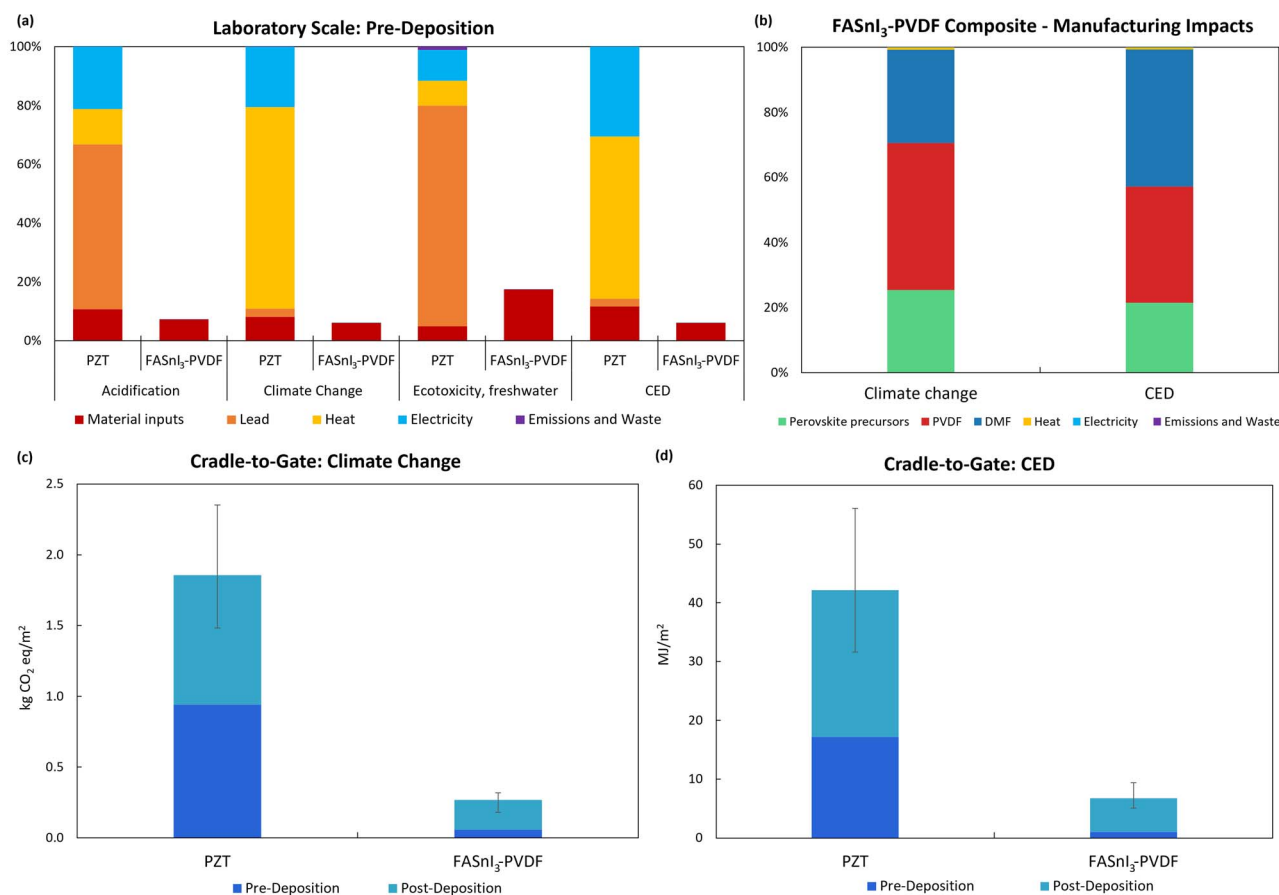 (a)
Laboratory Scale: Pre-Deposition
100%
80%
60%
40%
20%
0%
PZT FASnI₃-PVDF PZT FASnI₃-PVDF PZT FASnI₃-PVDF PZT FASnI₃-PVDF
Acidification Climate Change Ecotoxicity, freshwater CED
Material inputs Lead Heat Electricity Emissions and Waste
(b)
FASnI₃-PVDF Composite - Manufacturing Impacts
100%
80%
60%
40%
20%
0%
Climate change CED
Perovskite precursors PVDF DMF Heat Electricity Emissions and Waste
(c)
Cradle-to-Gate: Climate Change
kg CO₂ eq/m²
2.5
2.0
1.5
1.0
0.5
0.0
PZT FASnI₃-PVDF
Pre-Deposition Post-Deposition
(d)
Cradle-to-Gate: CED
MJ/m²
60
50
40
30
20
10
0
PZT FASnI₃-PVDF
Pre-Deposition Post-Deposition